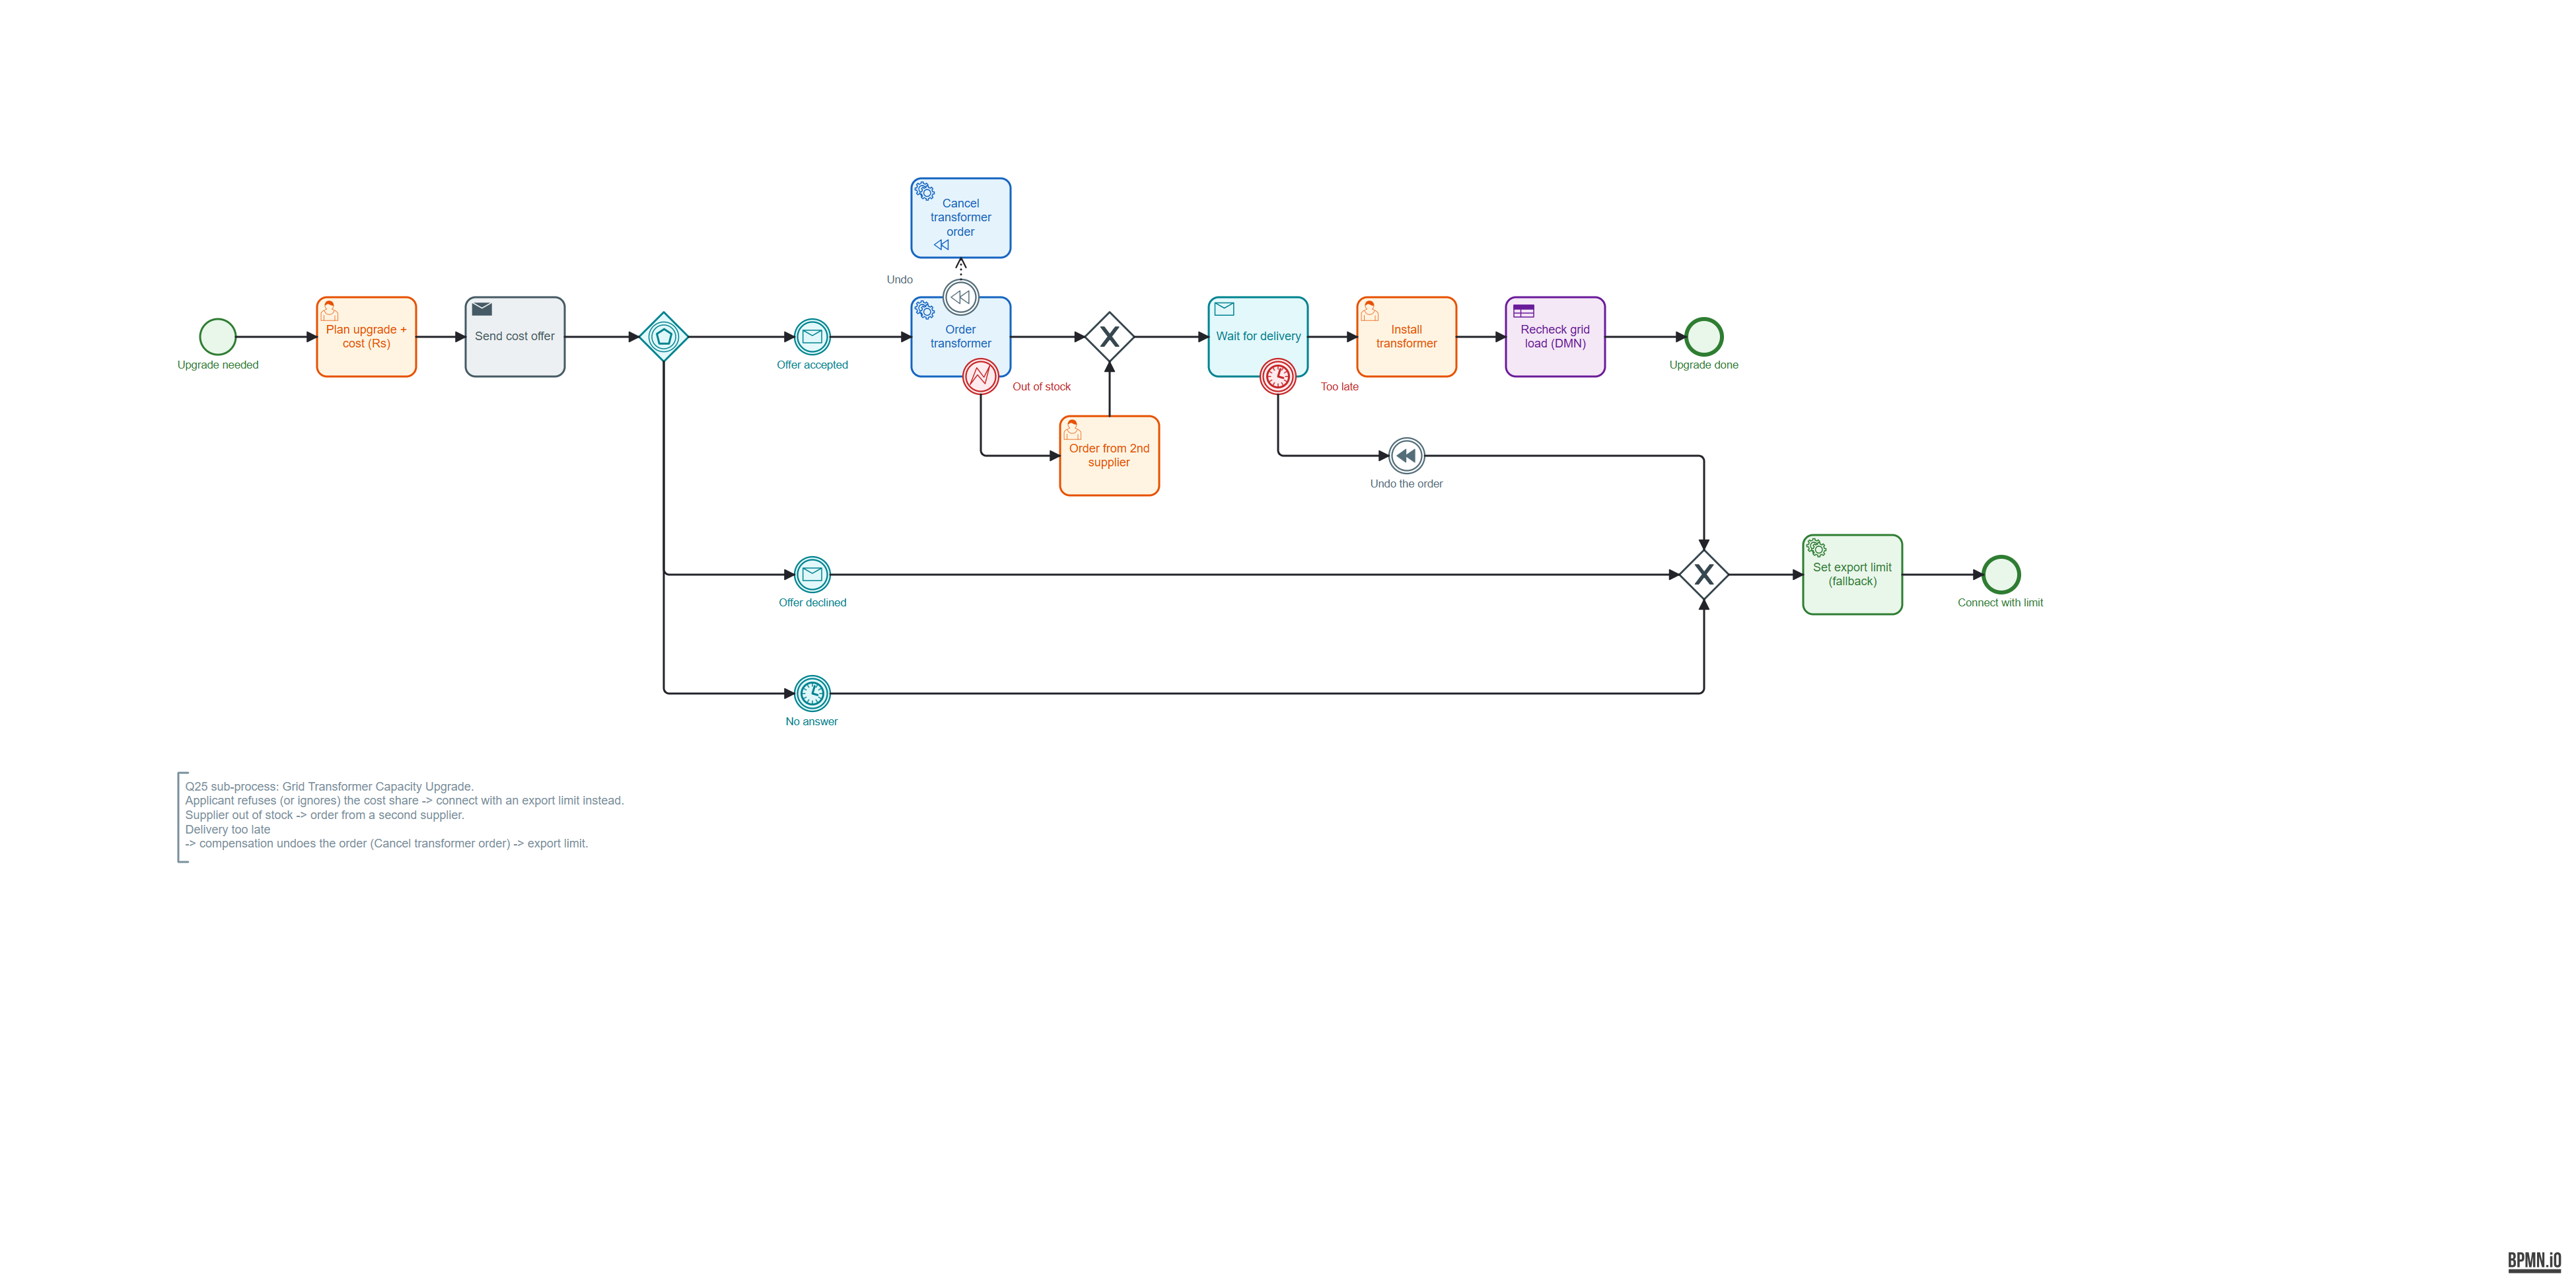 Cancel
transformer
order
Undo
Upgrade needed
Plan upgrade +
cost (Rs)
Send cost offer
Offer accepted
Order
transformer
Out of stock
Order from 2nd
supplier
Wait for delivery
Too late
Install
transformer
Recheck grid
load (DMN)
Upgrade done
Undo the order
Offer declined
Set export limit
(fallback)
Connect with limit
No answer
Q25 sub-process: Grid Transformer Capacity Upgrade.
Applicant refuses (or ignores) the cost share -> connect with an export limit instead.
Supplier out of stock -> order from a second supplier.
Delivery too late
-> compensation undoes the order (Cancel transformer order) -> export limit.
BPMN.iO